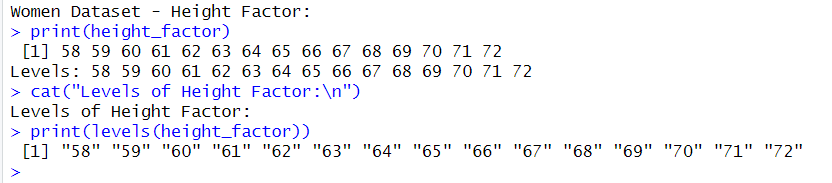 Women Dataset - Height Factor:
> print(height_factor)
 [1] 58 59 60 61 62 63 64 65 66 67 68 69 70 71 72
Levels: 58 59 60 61 62 63 64 65 66 67 68 69 70 71 72
> cat("Levels of Height Factor:\n")
Levels of Height Factor:
> print(levels(height_factor))
 [1] "58" "59" "60" "61" "62" "63" "64" "65" "66" "67" "68" "69" "70" "71" "72"
>